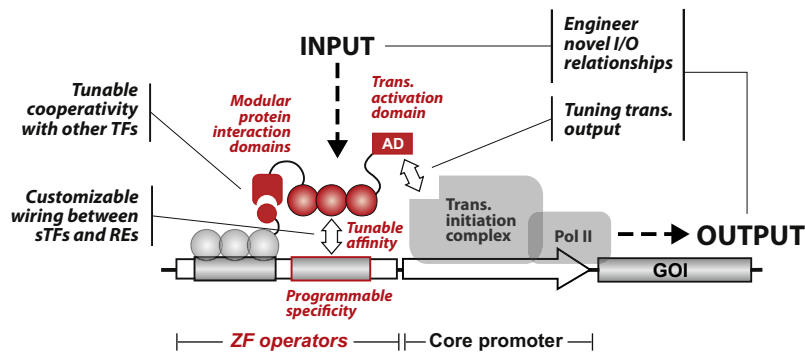 INPUT
Engineer
novel I/O
relationships
Tunable
cooperativity
with other TFs
Modular
protein
interaction
domains
Trans.
activation
domain
AD
Tuning trans.
output
Customizable
wiring between
sTFs and REs
Tunable
affinity
Trans.
initiation
complex
Pol II
OUTPUT
GOI
Programmable
specificity
ZF operators
Core promoter